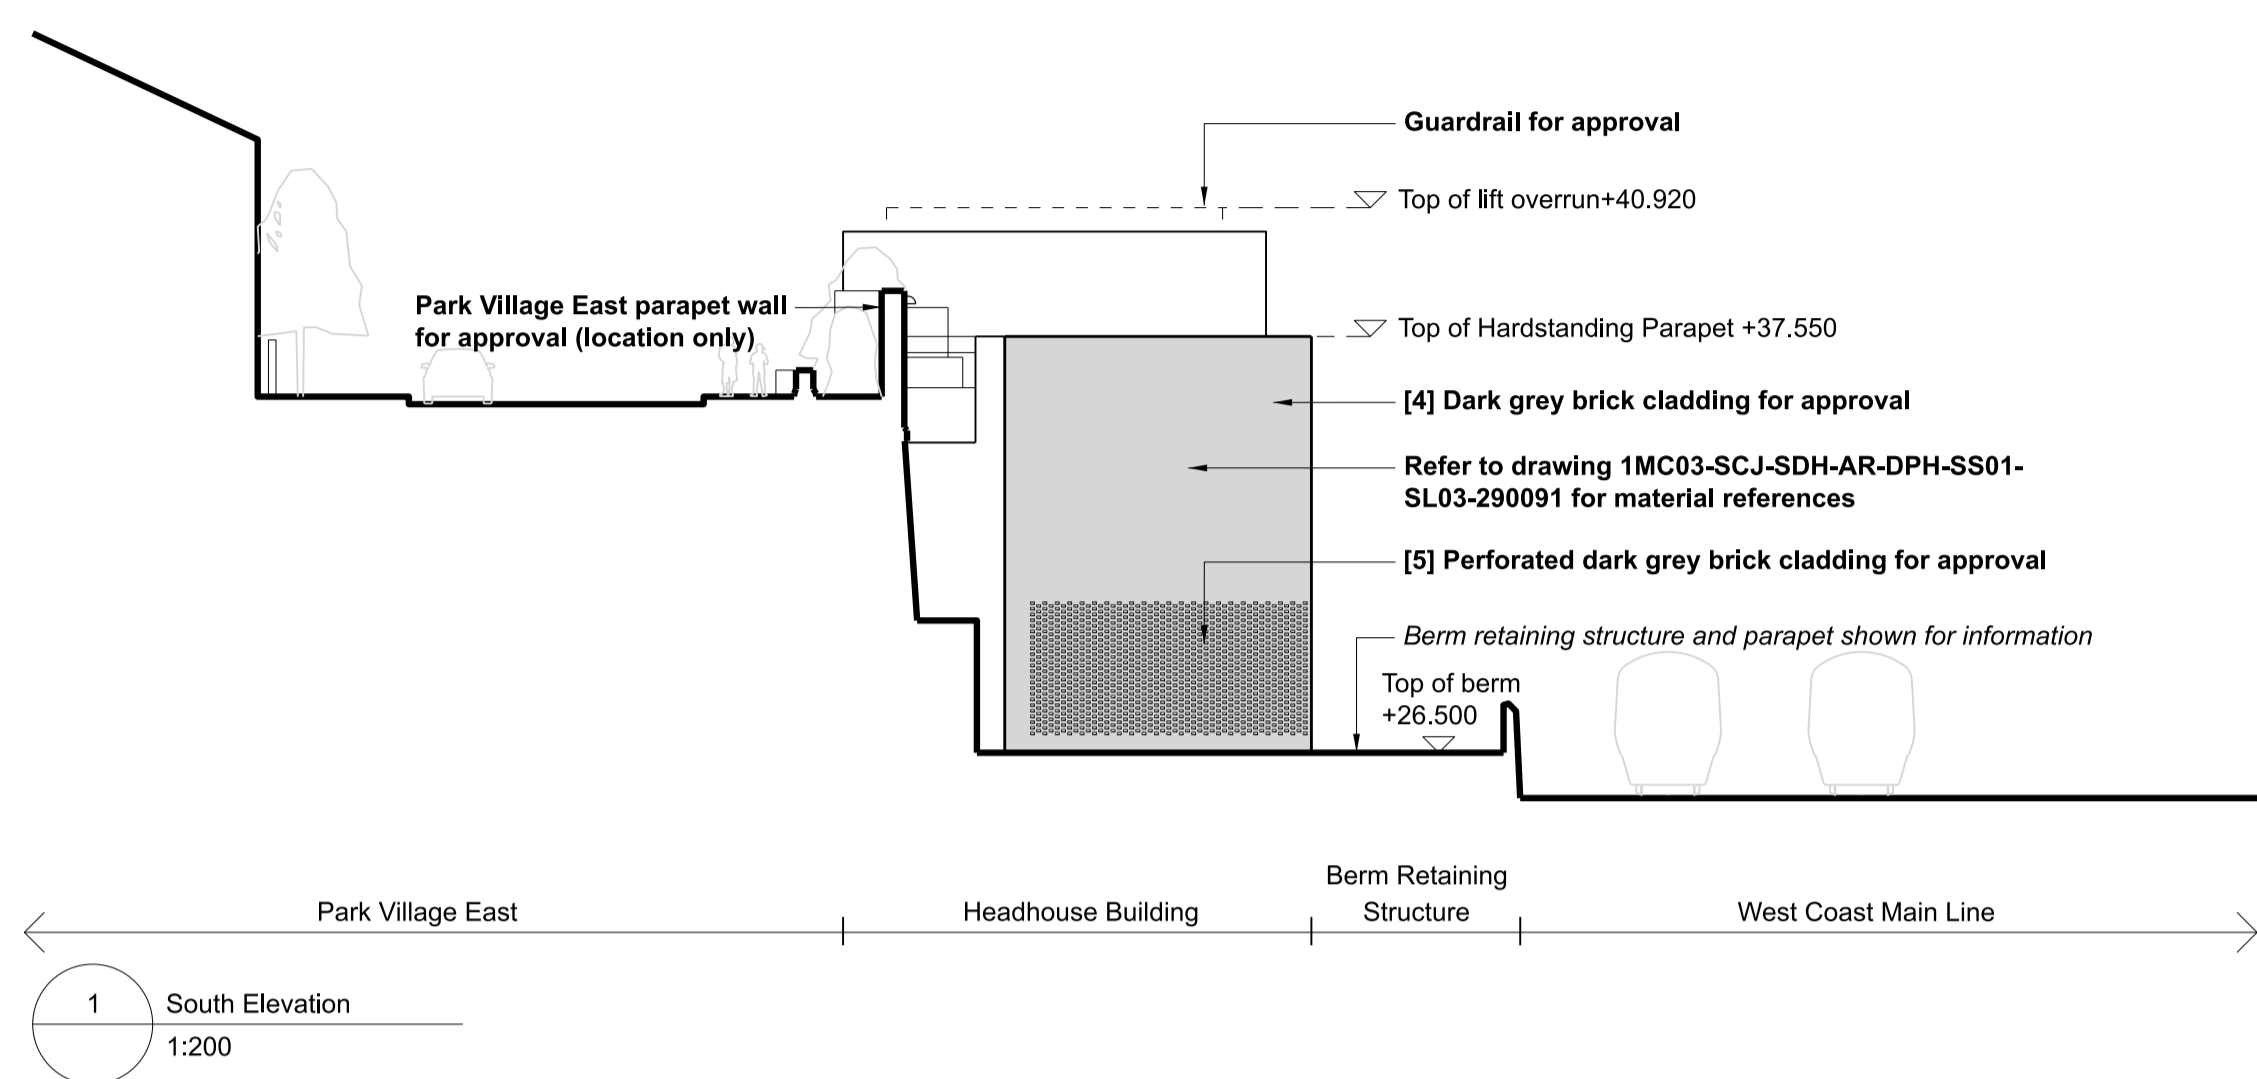 Guardrail for approval
Top of lift overrun+40.920
Park Village East parapet wall
for approval (location only)
Top of Hardstanding Parapet +37.550
[4] Dark grey brick cladding for approval
Refer to drawing 1MC03-SCJ-SDH-AR-DPH-SS01-
SL03-290091 for material references
[5] Perforated dark grey brick cladding for approval
Berm retaining structure and parapet shown for information
Top of berm
+26.500
Park Village East
Headhouse Building
Berm Retaining
Structure
West Coast Main Line
1
South Elevation
1:200